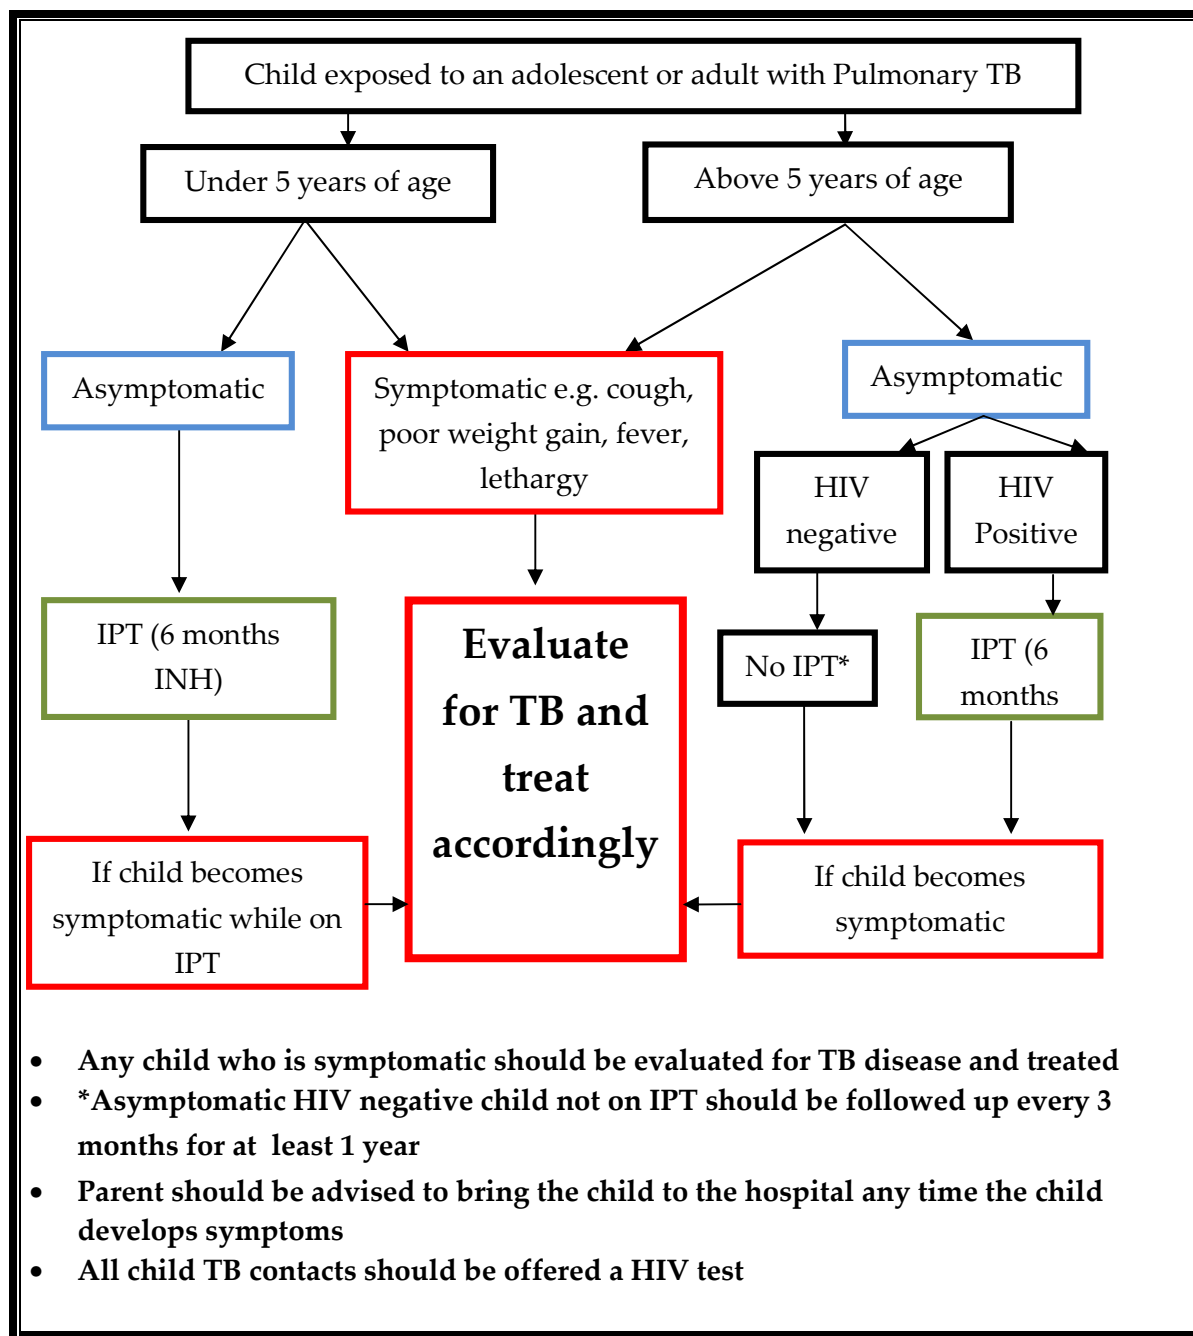 Child exposed to an adolescent or adult with Pulmonary TB
Under 5 years of age
Above 5 years of age
Asymptomatic
Symptomatic e.g. cough,
poor weight gain, fever,
lethargy
Asymptomatic
HIV
negative
HIV
Positive
IPT (6 months
INH)
Evaluate
for TB and
treat
accordingly
No IPT*
IPT (6
months
If child becomes
symptomatic while on
IPT
If child becomes
symptomatic
• Any child who is symptomatic should be evaluated for TB disease and treated
• *Asymptomatic HIV negative child not on IPT should be followed up every 3
months for at least 1 year
• Parent should be advised to bring the child to the hospital any time the child
develops symptoms
• All child TB contacts should be offered a HIV test